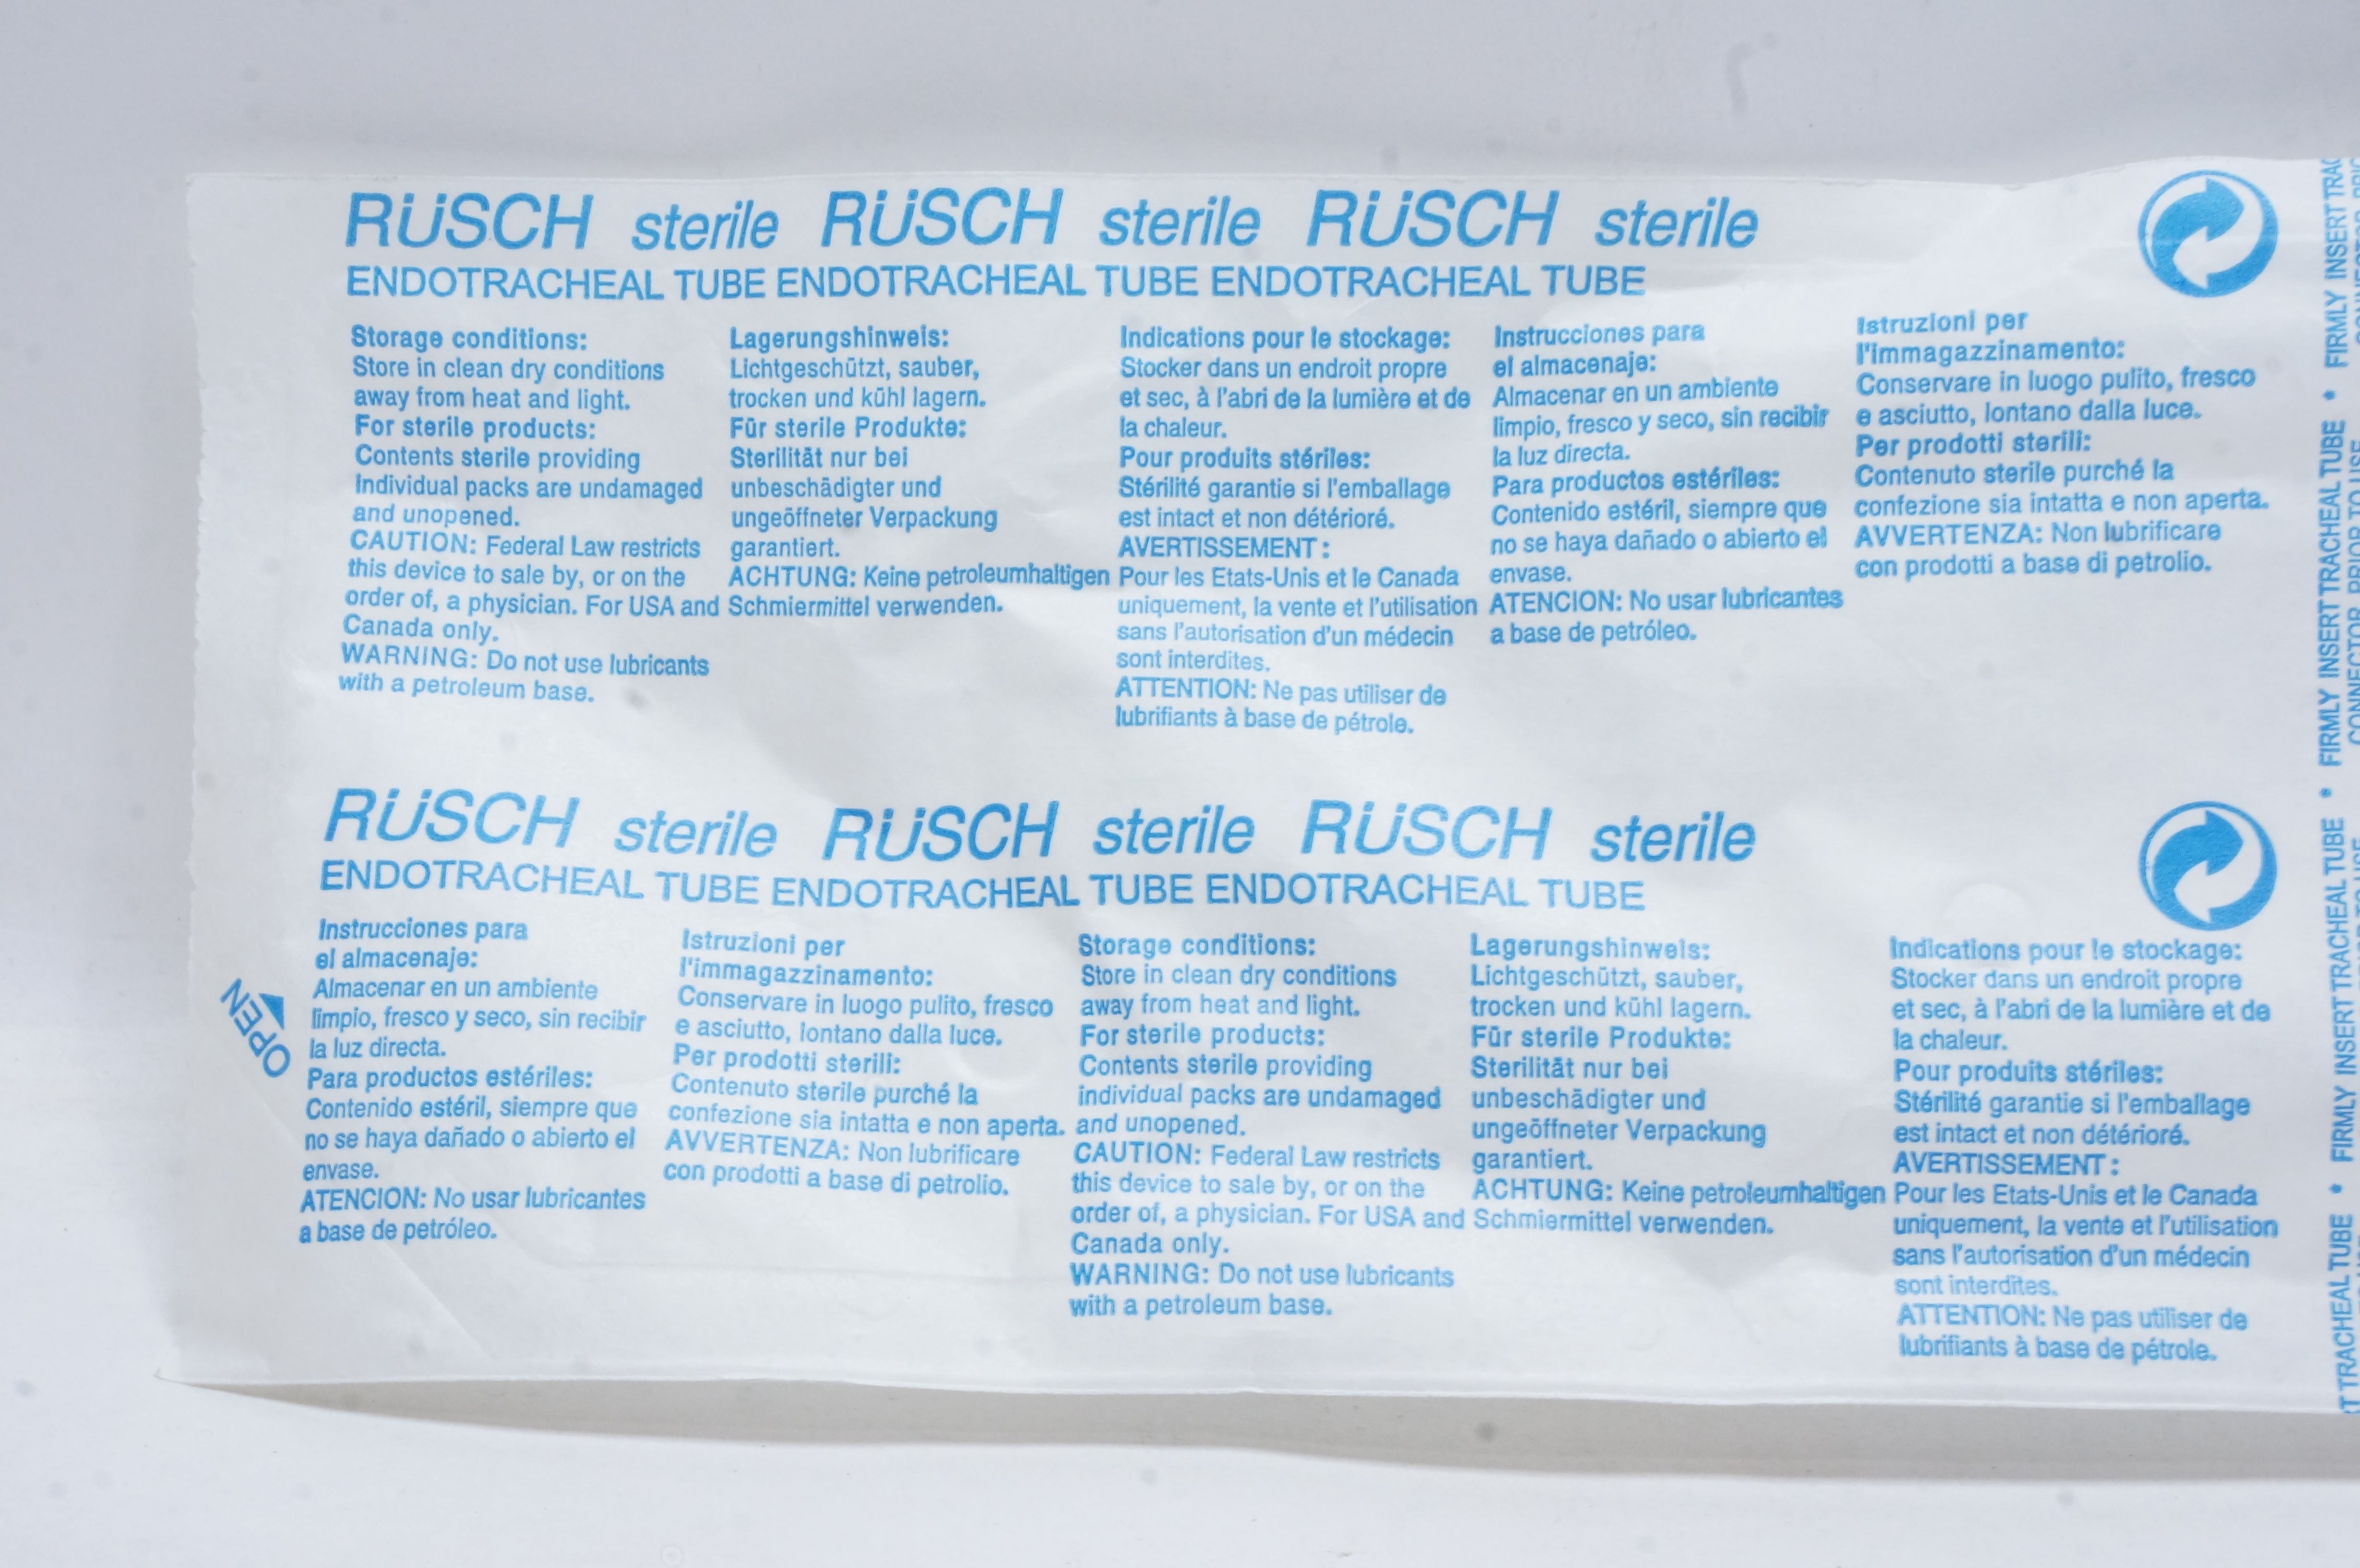 RÜSCH sterile RÜSCH sterile RÜSCH sterile
ENDOTRACHEAL TUBE ENDOTRACHEAL TUBE ENDOTRACHEAL TUBE
Storage conditions:
Store in clean dry conditions
away from heat and light.
For sterile products:
Contents sterile providing
individual packs are undamaged
and unopened.
CAUTION: Federal Law restricts
this device to sale by, or on the
order of, a physician. For USA and
Canada only.
WARNING: Do not use lubricants
with a petroleum base.
Lagerungshinweis:
Lichtgeschützt, sauber,
trocken und kühl lagern.
Für sterile Produkte:
Sterilität nur bei
unbeschädigter und
ungeöffneter Verpackung
garantiert.
ACHTUNG: Keine petroleumhaltigen
Schmiermittel verwenden.
Indications pour le stockage:
Stocker dans un endroit propre
et sec, à l'abri de la lumière et de
la chaleur.
Pour produits stériles:
Stérilité garantie si l'emballage
est intact et non détérioré.
AVERTISSEMENT:
Pour les Etats-Unis et le Canada
uniquement, la vente et l'utilisation
sans l'autorisation d'un médecin
sont interdites.
ATTENTION: Ne pas utiliser de
lubrifiants à base de pétrole.
Instrucciones para
el almacenaje:
Almacenar en un ambiente
limpio, fresco y seco, sin recibir
la luz directa.
Para productos estériles:
Contenido estéril, siempre que
no se haya dañado o abierto el
envase.
ATENCION: No usar lubricantes
a base de petróleo.
Istruzioni per
l'immagazzinamento:
Conservare in luogo pulito, fresco
e asciutto, lontano dalla luce.
Per prodotti sterili:
Contenuto sterile purché la
confezione sia intatta e non aperta.
AVVERTENZA: Non lubrificare
con prodotti a base di petrolio.
RÜSCH sterile RÜSCH sterile RÜSCH sterile
ENDOTRACHEAL TUBE ENDOTRACHEAL TUBE ENDOTRACHEAL TUBE
OPEN
Instrucciones para
el almacenaje:
Almacenar en un ambiente
limpio, fresco y seco, sin recibir
la luz directa.
Para productos estériles:
Contenido estéril, siempre que
no se haya dañado o abierto el
envase.
ATENCION: No usar lubricantes
a base de petróleo.
Istruzioni per
l'immagazzinamento:
Conservare in luogo pulito, fresco
e asciutto, lontano dalla luce.
Per prodotti sterili:
Contenuto sterile purché la
confezione sia intatta e non aperta.
AVVERTENZA: Non lubrificare
con prodotti a base di petrolio.
Storage conditions:
Store in clean dry conditions
away from heat and light.
For sterile products:
Contents sterile providing
individual packs are undamaged
and unopened.
CAUTION: Federal Law restricts
this device to sale by, or on the
order of, a physician. For USA and
Canada only.
WARNING: Do not use lubricants
with a petroleum base.
Lagerungshinweis:
Lichtgeschützt, sauber,
trocken und kühl lagern.
Für sterile Produkte:
Sterilität nur bei
unbeschädigter und
ungeöffneter Verpackung
garantiert.
ACHTUNG: Keine petroleumhaltigen
Schmiermittel verwenden.
Indications pour le stockage:
Stocker dans un endroit propre
et sec, à l'abri de la lumière et de
la chaleur.
Pour produits stériles:
Stérilité garantie si l'emballage
est intact et non détérioré.
AVERTISSEMENT:
Pour les Etats-Unis et le Canada
uniquement, la vente et l'utilisation
sans l'autorisation d'un médecin
sont interdites.
ATTENTION: Ne pas utiliser de
lubrifiants à base de pétrole.
TRACHEAL TUBE • FIRMLY INSERT TRACHEAL TUBE • FIRMLY INSERT TRACHEAL TUBE • FIRMLY INSERT
CONNECTOR PRIOR TO USE